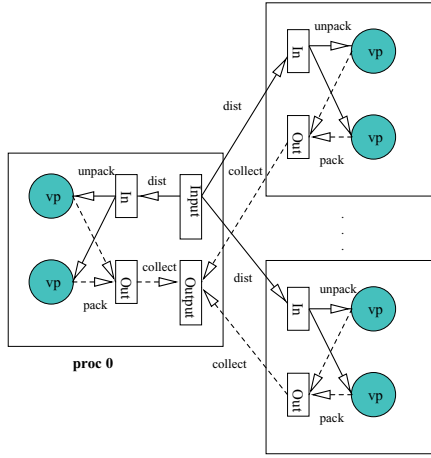 unpack
In
vp
dist
Out
vp
pack
collect
unpack
dist
vp
In
Input
vp
Out
collect
Output
pack
dist
proc 0
collect
unpack
In
vp
Out
vp
pack